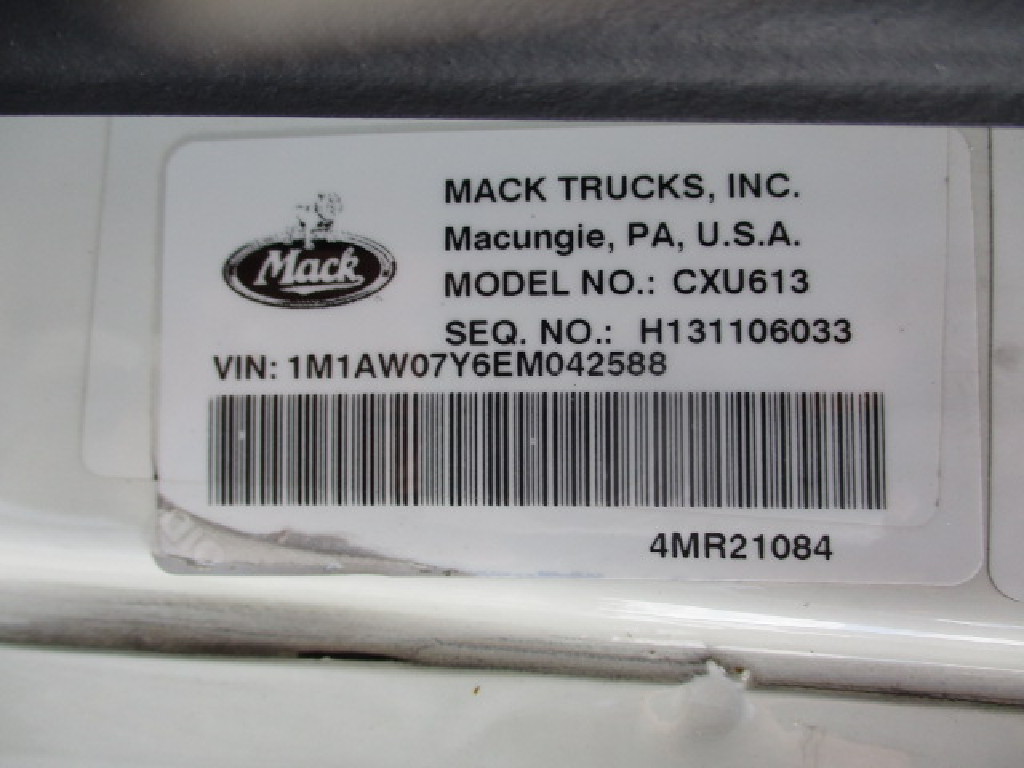 Mack
MACK TRUCKS, INC.
Macungie, PA, U.S.A.
MODEL NO.: CXU613
SEQ. NO.: H131106033
VIN: 1M1AW07Y6EM042588
4MR21084